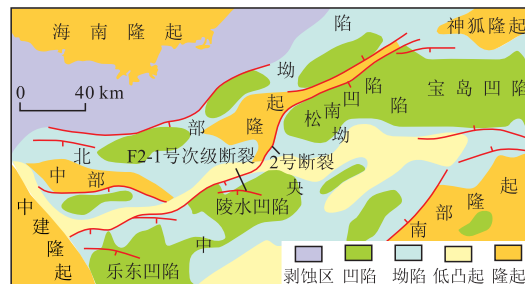 海南隆起
神狐隆起
0 40 km
北部坳陷
中部隆起
松南凹陷
宝岛凹陷
F2-1号次级断裂
2号断裂
陵水凹陷
中央坳陷
中建隆起
乐东凹陷
南部隆起
剥蚀区 凹陷 坳陷 低凸起 隆起